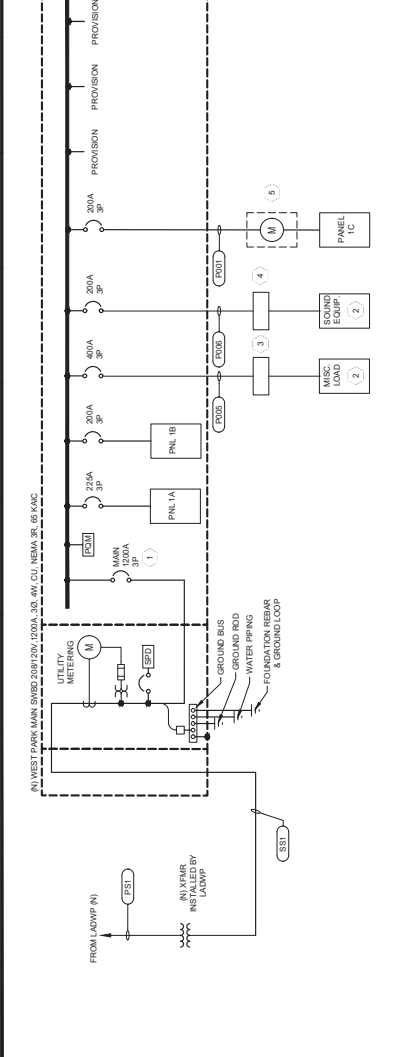 (N) WEST PARK MAIN SWBD 208/120V,1200A, 3Ø, 4W, CU, NEMA 3R, 65 KAIC
FROM LADWP (N)
PS1
(N) XFMR
INSTALLED BY
LADWP
SS1
UTILITY
METERING
M
SPD
GROUND BUS
GROUND ROD
WATER PIPING
FOUNDATION REBAR
& GROUND LOOP
MAIN
1200A
3P
1
PQM
225A
3P
PNL 1A
200A
3P
PNL 1B
400A
3P
P005
3
MISC.
LOAD
2
200A
3P
P006
4
SOUND
EQUIP.
2
200A
3P
P001
M
5
PANEL
1C
PROVISION
PROVISION
PROVISION